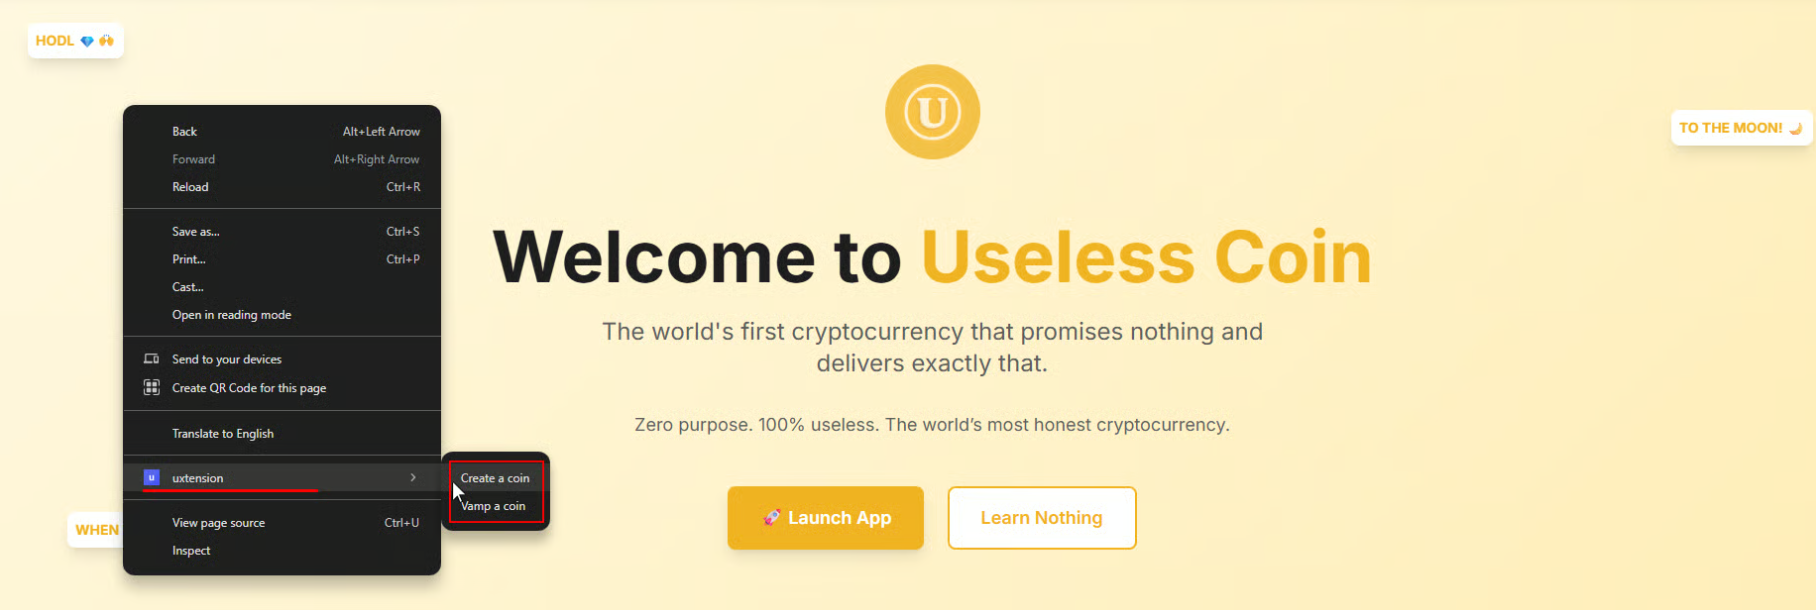 HODL 💎 🙌
U
TO THE MOON! 🌙
Back Alt+Left Arrow
Forward Alt+Right Arrow
Reload Ctrl+R
Save as... Ctrl+S
Print... Ctrl+P
Cast...
Open in reading mode
Send to your devices
Create QR Code for this page
Translate to English
u uxtension
Create a coin
Vamp a coin
View page source Ctrl+U
Inspect
WHEN
Welcome to Useless Coin
The world's first cryptocurrency that promises nothing and
delivers exactly that.
Zero purpose. 100% useless. The world’s most honest cryptocurrency.
🚀 Launch App
Learn Nothing